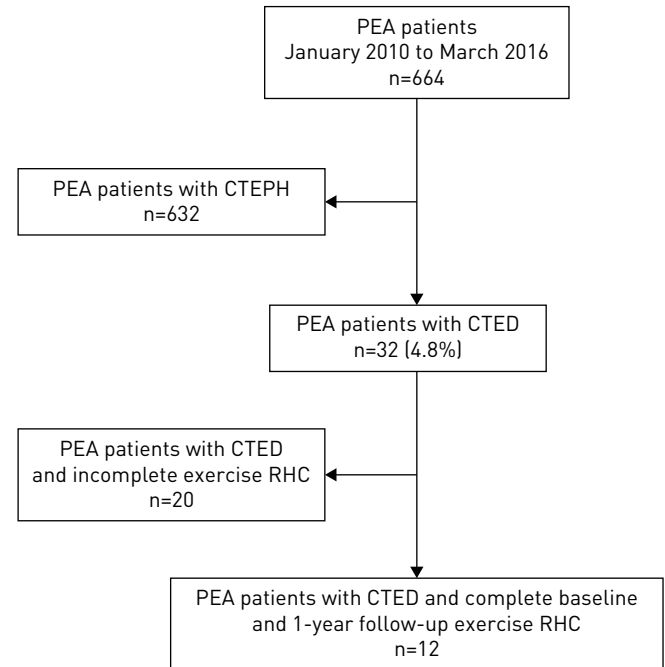 PEA patients
January 2010 to March 2016
n=664
PEA patients with CTEPH
n=632
PEA patients with CTED
n=32 (4.8%)
PEA patients with CTED
and incomplete exercise RHC
n=20
PEA patients with CTED and complete baseline
and 1-year follow-up exercise RHC
n=12